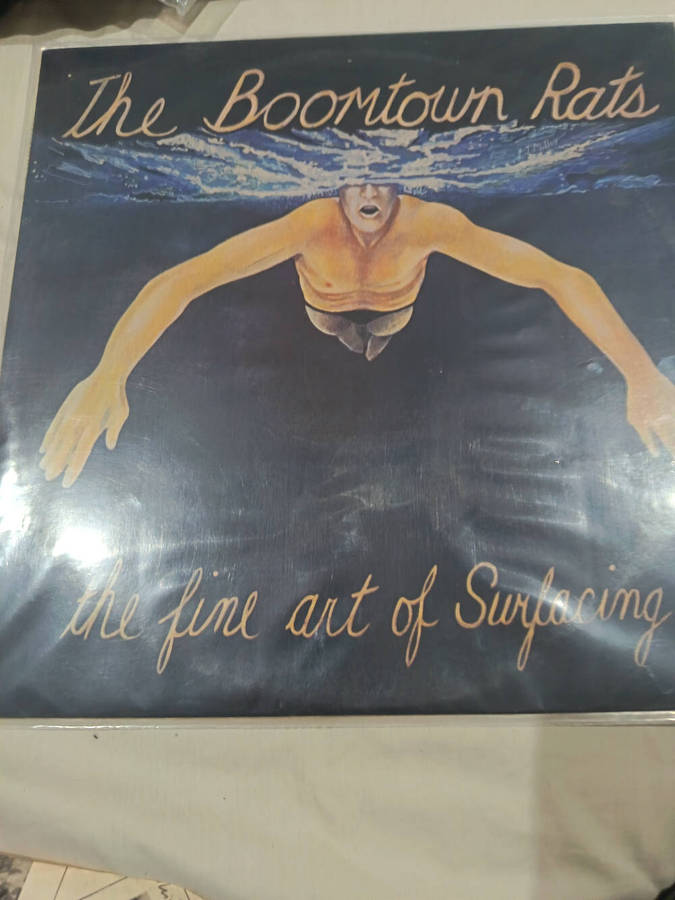 The Boomtown Rats
the fine art of Surfacing